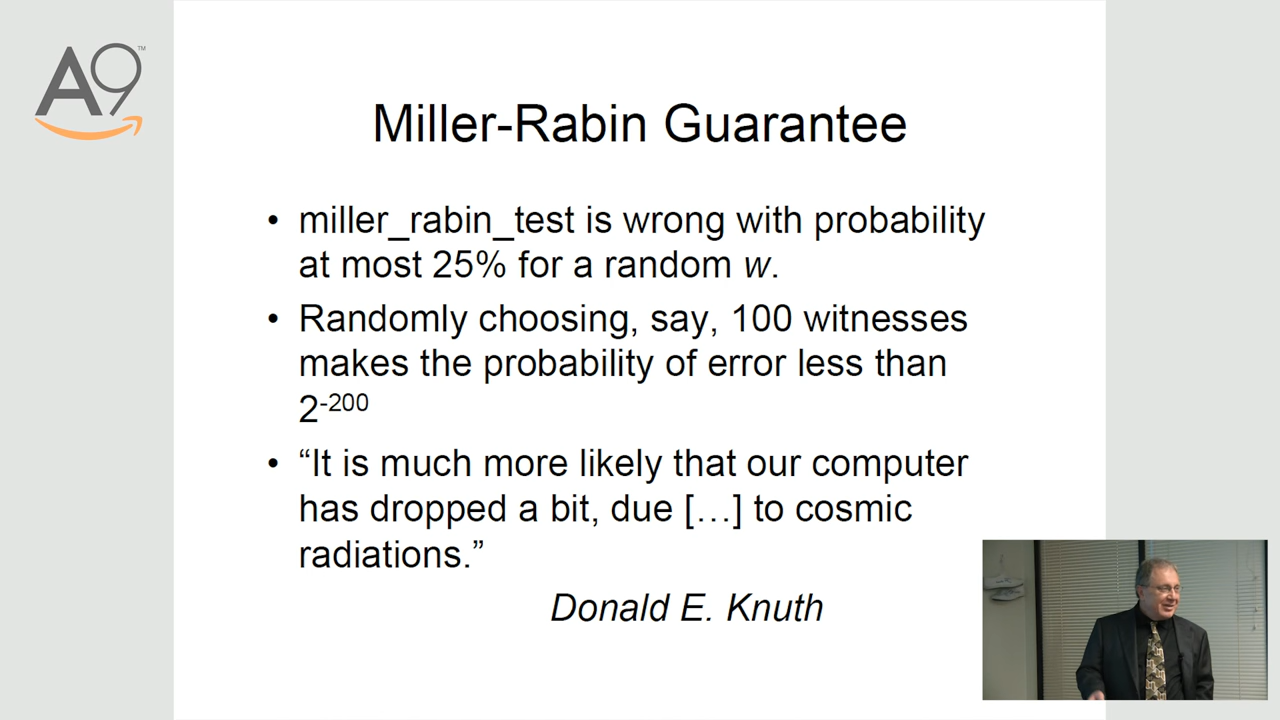 A9™
Miller-Rabin Guarantee
• miller_rabin_test is wrong with probability
at most 25% for a random w.
• Randomly choosing, say, 100 witnesses
makes the probability of error less than
2⁻²⁰⁰
• “It is much more likely that our computer
has dropped a bit, due […] to cosmic
radiations.”
Donald E. Knuth